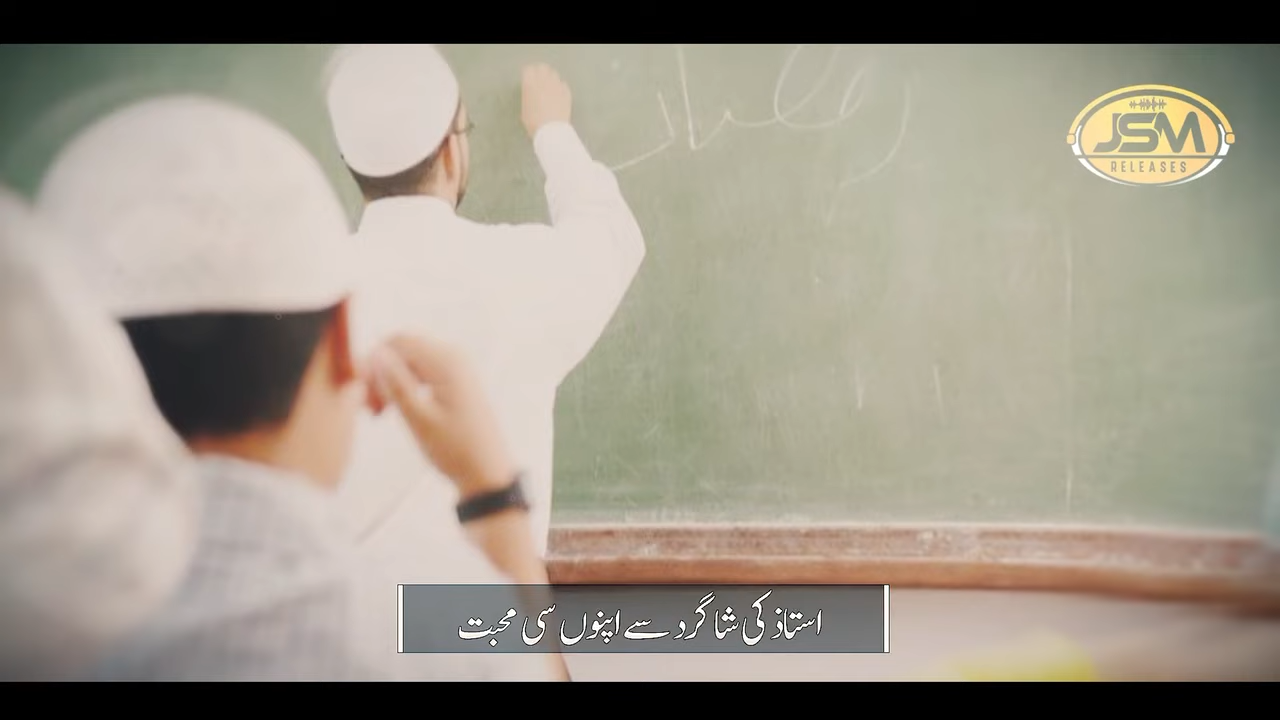 JSM
RELEASES
استاذ کی شاگرد سے اپنوں سی محبت